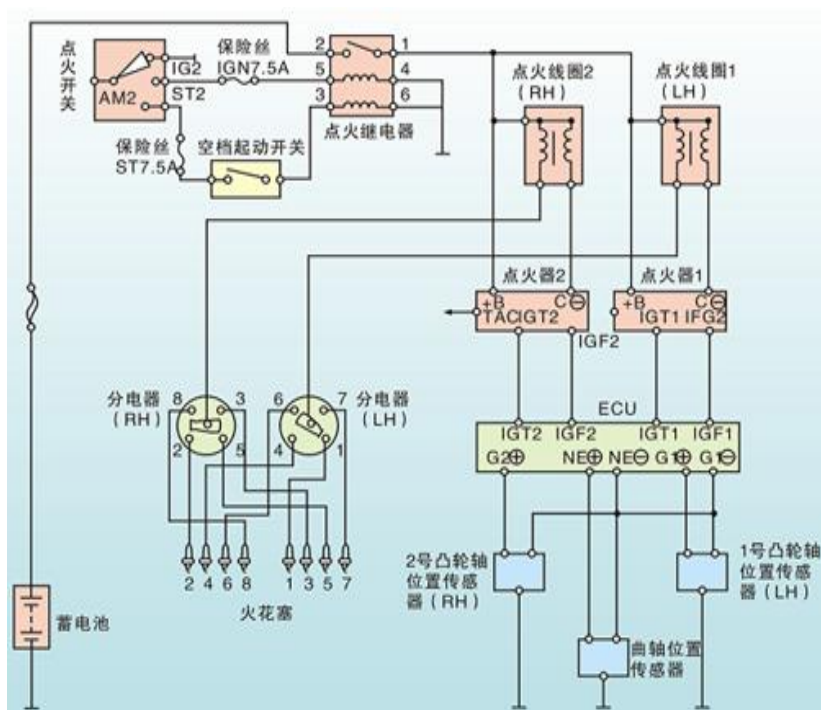 点火开关
AM2
IG2
ST2
保险丝
IGN7.5A
保险丝
ST7.5A
空档起动开关
2
1
5
4
3
6
点火继电器
点火线圈2
(RH)
点火线圈1
(LH)
点火器2
点火器1
+B
C⊖
TACIGT2
IGF2
+B
C⊖
IGT1 IFG2
分电器
(RH)
8
3
2
5
6
7
4
1
分电器
(LH)
ECU
IGT2 IGF2 IGT1 IGF1
G2⊕ NE⊕ NE⊖ G1⊕ G1⊖
2号凸轮轴
位置传感
器(RH)
1号凸轮轴
位置传感
器(LH)
曲轴位置
传感器
2 4 6 8 1 3 5 7
火花塞
蓄电池